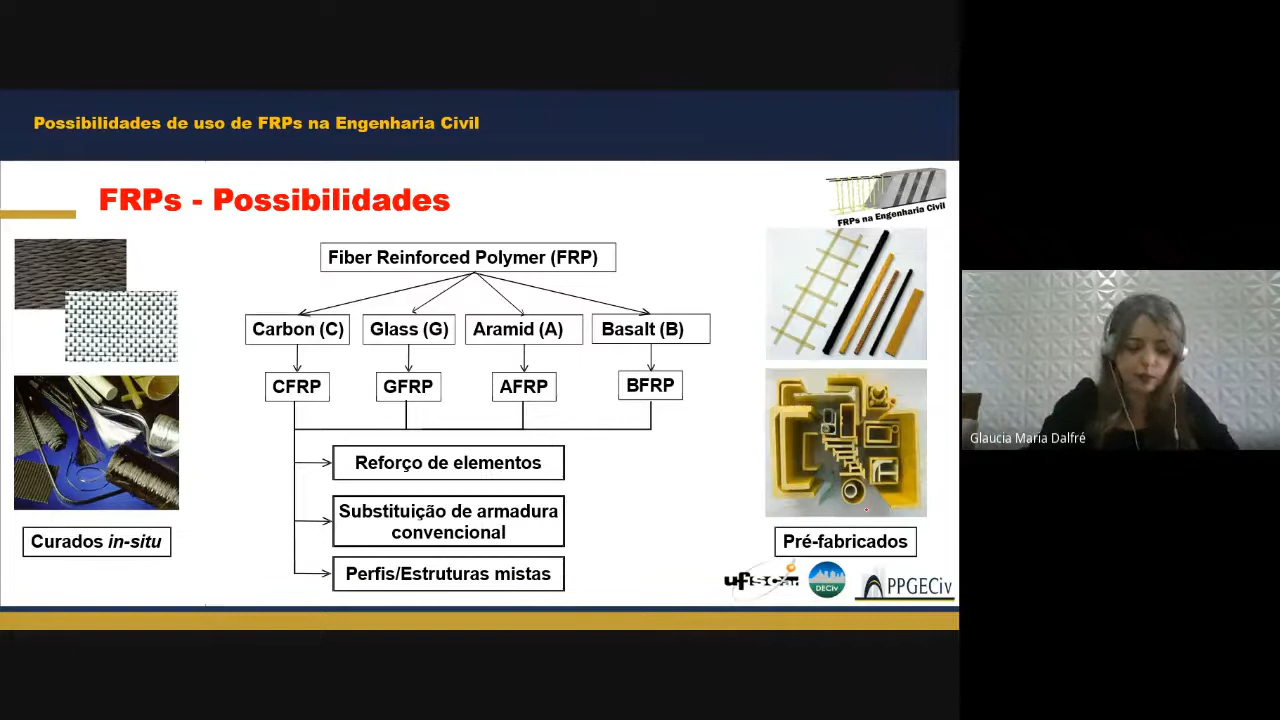 Possibilidades de uso de FRPs na Engenharia Civil
FRPs - Possibilidades
FRPs na Engenharia Civil
Fiber Reinforced Polymer (FRP)
Carbon (C)
Glass (G)
Aramid (A)
Basalt (B)
CFRP
GFRP
AFRP
BFRP
Reforço de elementos
Substituição de armadura
convencional
Perfis/Estruturas mistas
Curados in-situ
Pré-fabricados
ufscar
DECiv
PPGECiv
Glaucia Maria Dalfré